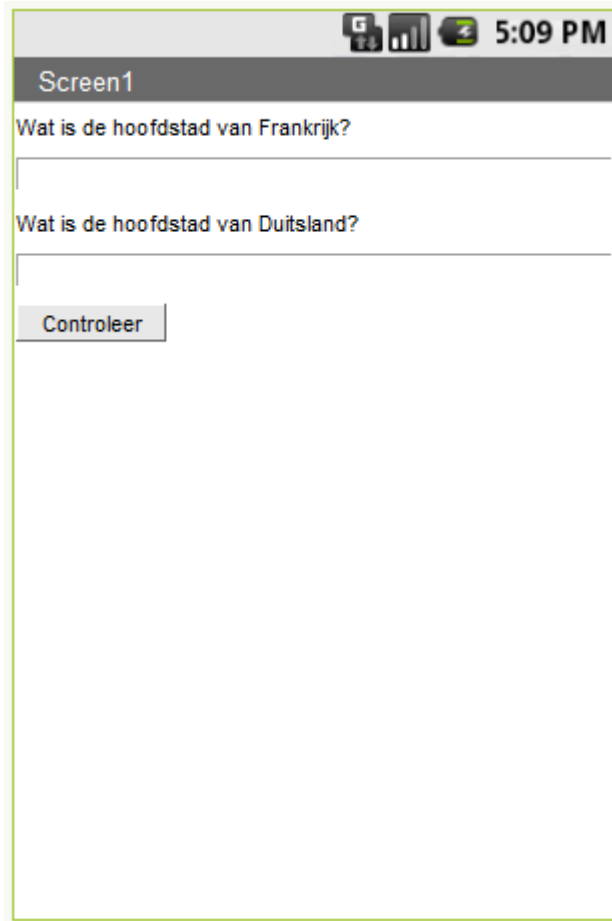 G
5:09 PM
Screen1
Wat is de hoofdstad van Frankrijk?
Wat is de hoofdstad van Duitsland?
Controleer